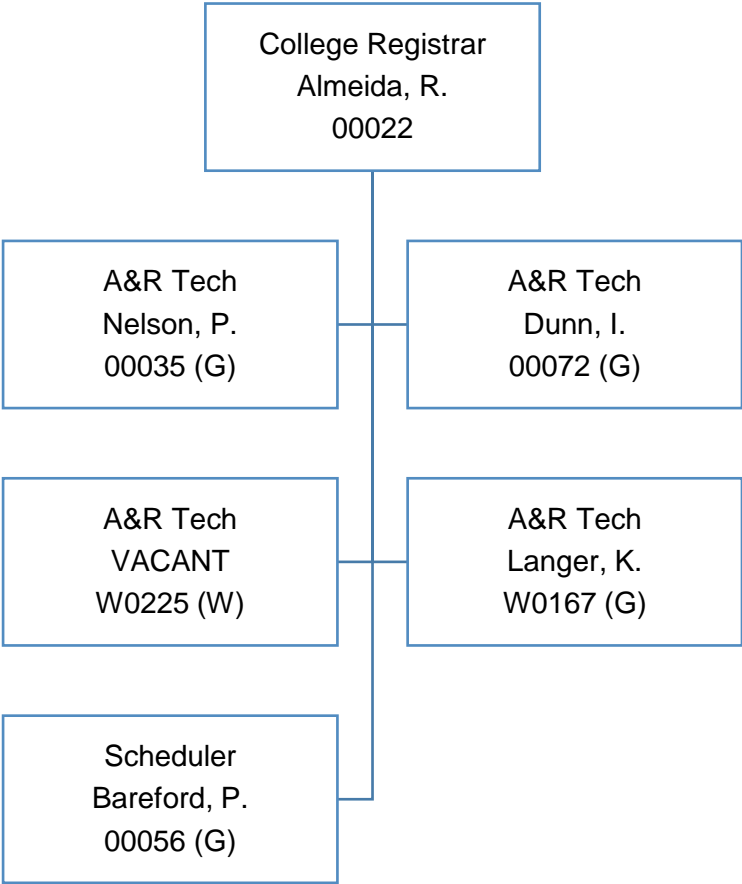 College Registrar
Almeida, R.
00022
A&R Tech
Nelson, P.
00035 (G)
A&R Tech
Dunn, I.
00072 (G)
A&R Tech
VACANT
W0225 (W)
A&R Tech
Langer, K.
W0167 (G)
Scheduler
Bareford, P.
00056 (G)